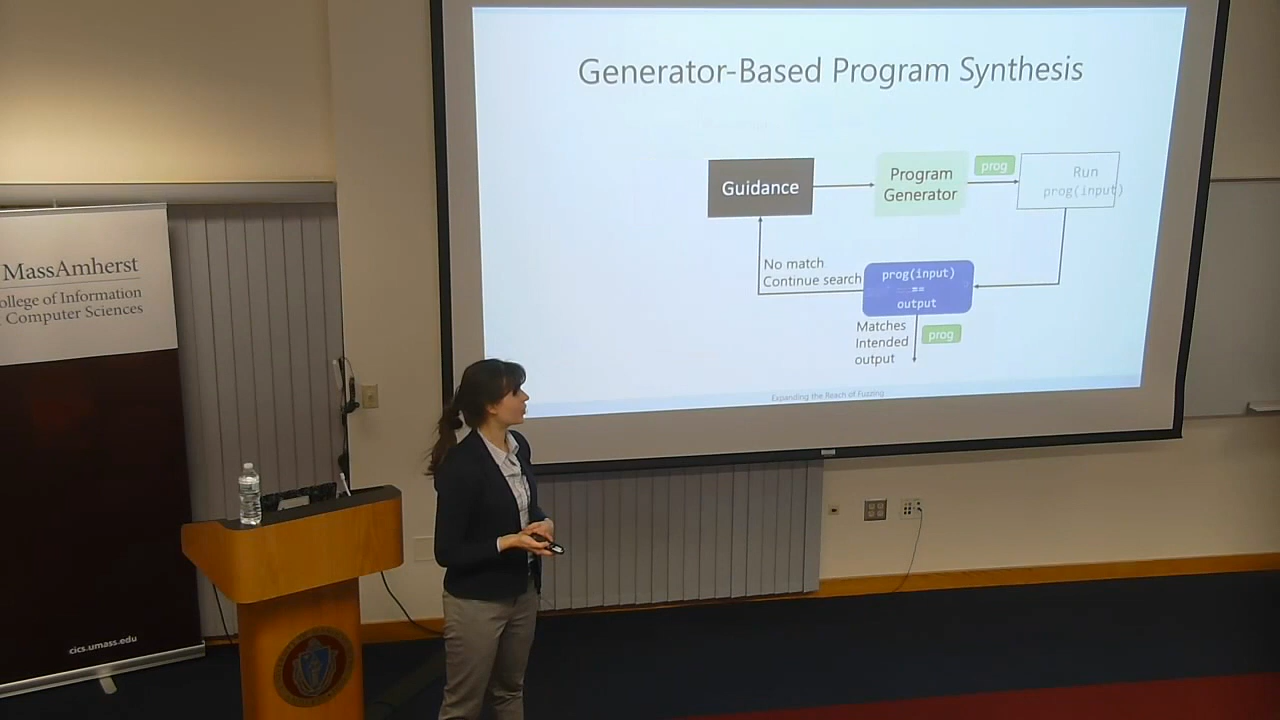 Generator-Based Program Synthesis
Guidance
Program
Generator
prog
Run
prog(input)
No match
Continue search
prog(input)
==
output
Matches
Intended
output
prog
Expanding the Reach of Fuzzing
MassAmherst
ollege of Information
Computer Sciences
cics.umass.edu